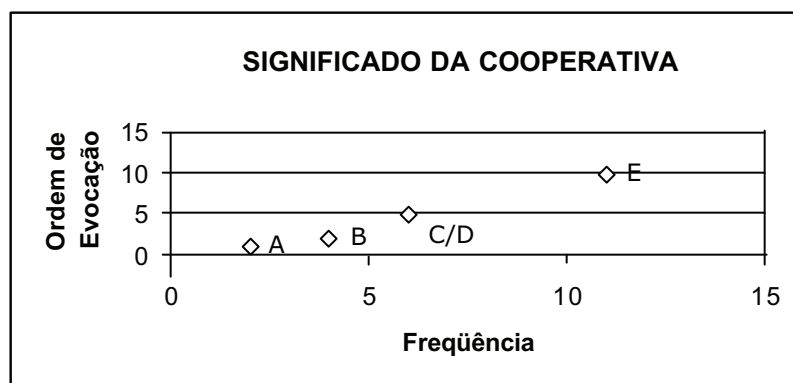 SIGNIFICADO DA COOPERATIVA
Ordem de
Evocação
15
10
5
0
A
B
C/D
E
0
5
10
15
Freqüência